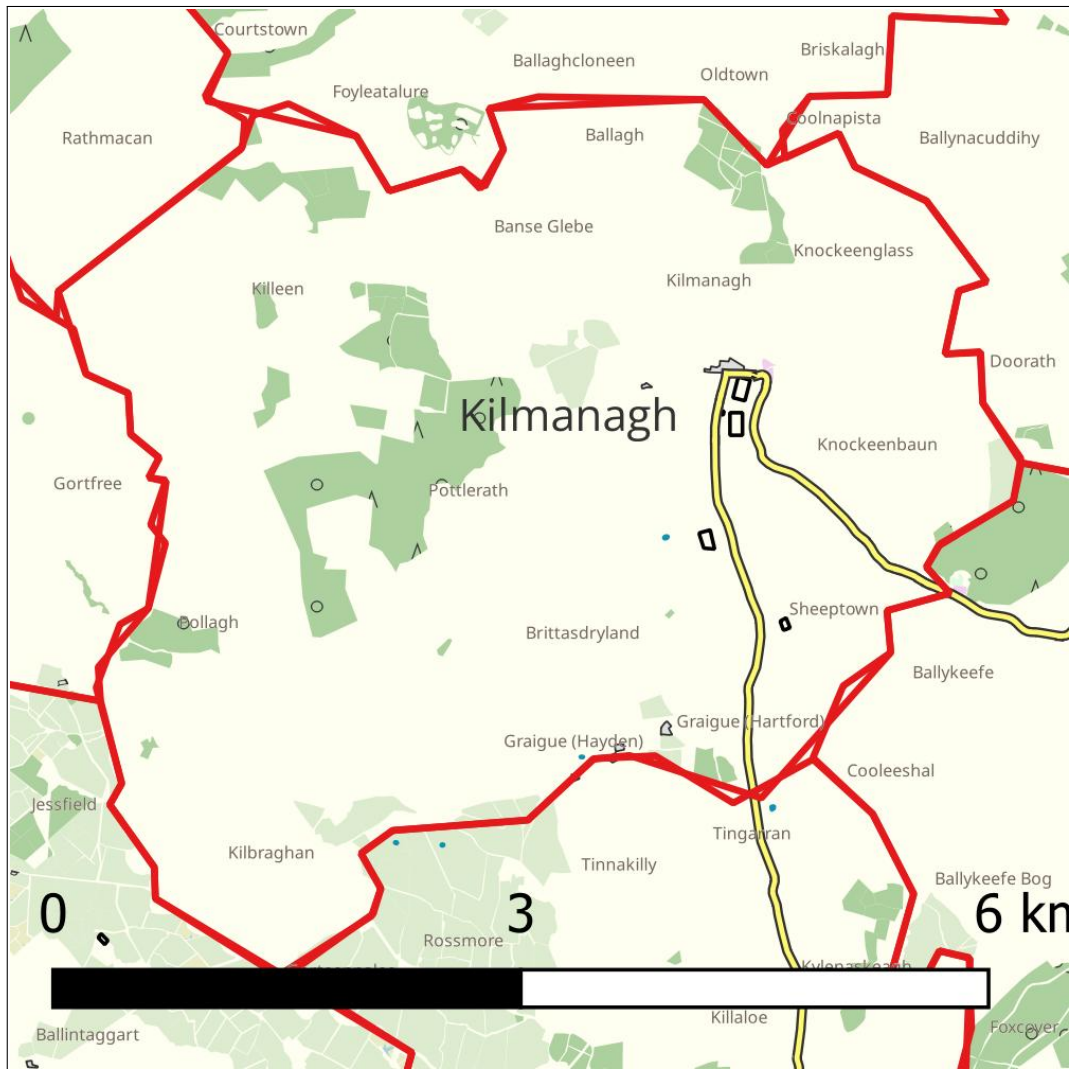 Courtstown
Briskalagh
Ballaghcloneen
Oldtown
Foyleatalure
Coolnapista
Rathmacan
Ballagh
Ballynacuddihy
Banse Glebe
Knockeenglass
Killeen
Kilmanagh
Doorath
Kilmanagh
Knockeenbaun
Gortfree
Pottlerath
Sheeptown
Bollagh
Brittasdryland
Ballykeefe
Graigue (Hartford)
Graigue (Hayden)
Cooleeshal
Jessfield
Tingarran
Kilbraghan
Tinnakilly
Ballykeefe Bog
0
3
6 km
Rossmore
Kylenaskeagh
Killaloe
Foxcover
Ballintaggart